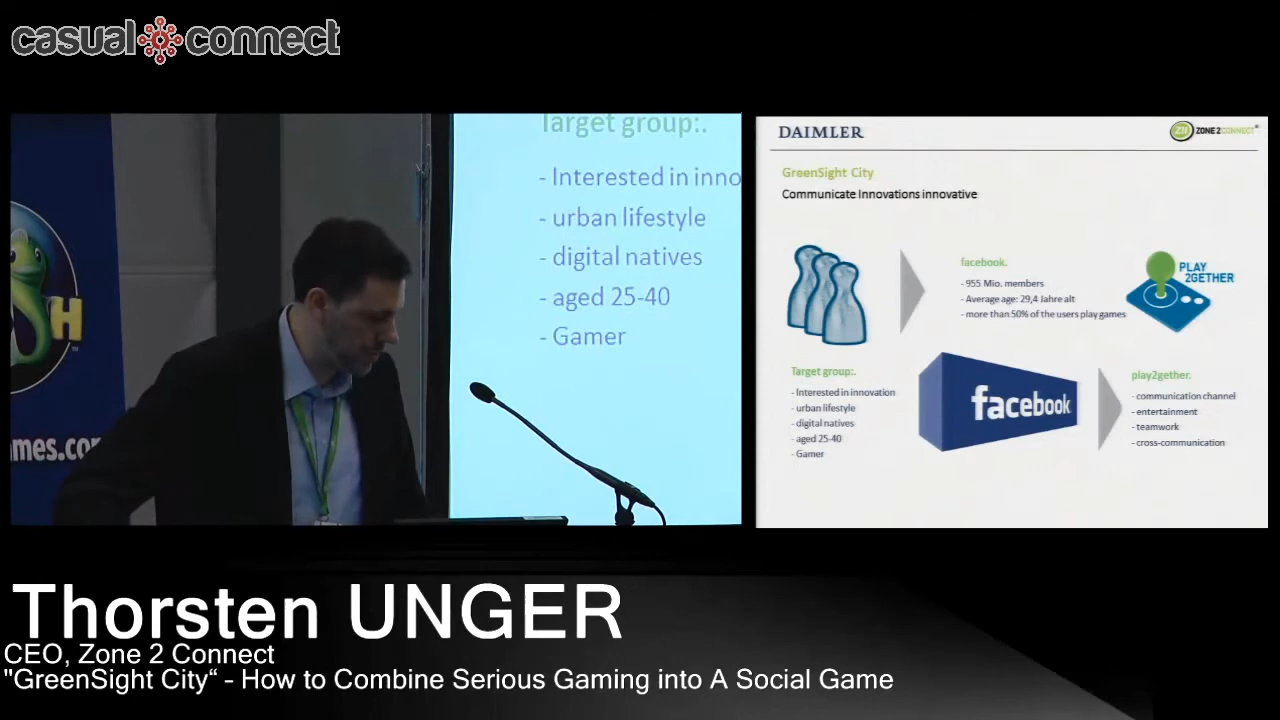 casual connect
Target group:.
- Interested in inno
- urban lifestyle
- digital natives
- aged 25-40
- Gamer
H
TM
mes.co
DAIMLER
ZONE 2 CONNECT
GreenSight City
Communicate Innovations innovative
facebook.
- 955 Mio. members
- Average age: 29,4 Jahre alt
- more than 50% of the users play games
PLAY
2GETHER
Target group:.
- Interested in innovation
- urban lifestyle
- digital natives
- aged 25-40
- Gamer
facebook
play2gether.
- communication channel
- entertainment
- teamwork
- cross-communication
Thorsten UNGER
CEO, Zone 2 Connect
"GreenSight City“ - How to Combine Serious Gaming into A Social Game